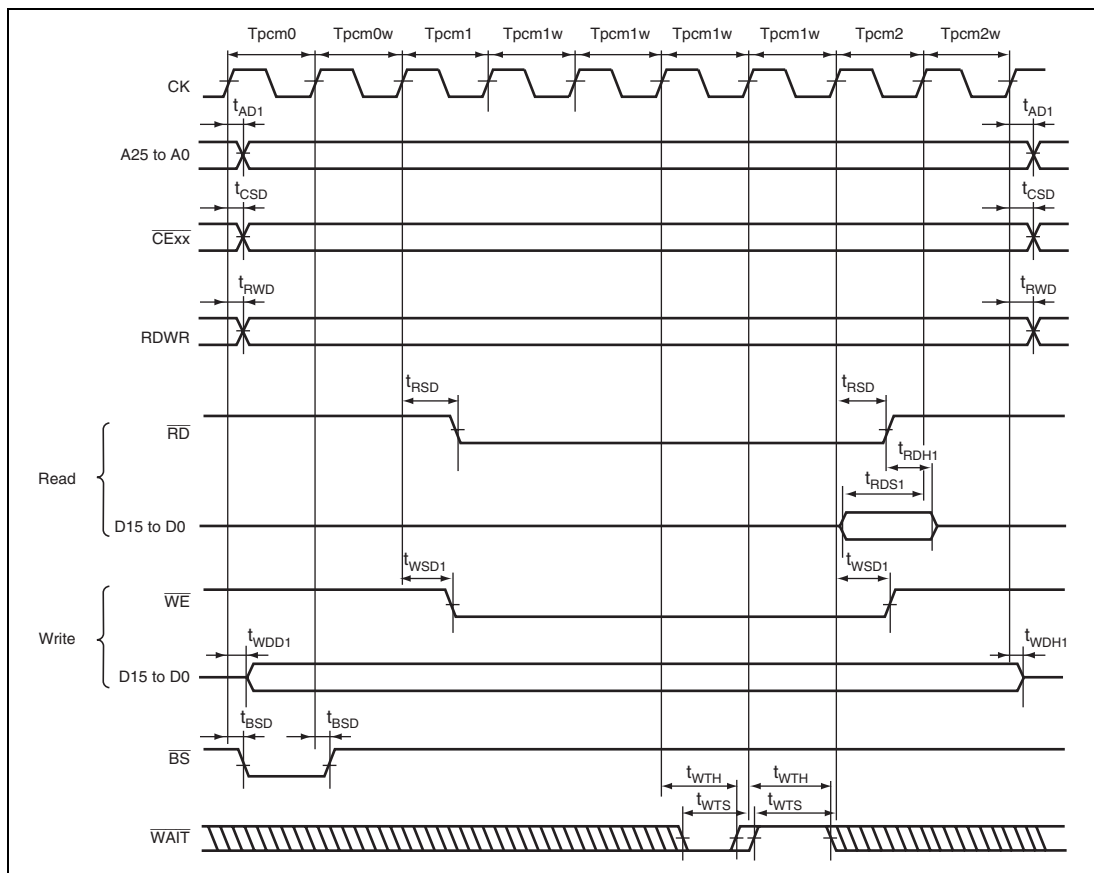 Tpcm0 Tpcm0w Tpcm1 Tpcm1w Tpcm1w Tpcm1w Tpcm1w Tpcm2 Tpcm2w
CK
tAD1 tAD1
A25 to A0
tCSD tCSD
CExx
tRWD tRWD
RDWR
tRSD tRSD
RD
tRDH1
Read
tRDS1
D15 to D0
tWSD1 tWSD1
WE
Write
tWDD1 tWDH1
D15 to D0
tBSD tBSD
BS
tWTH tWTH
tWTS tWTS
WAIT